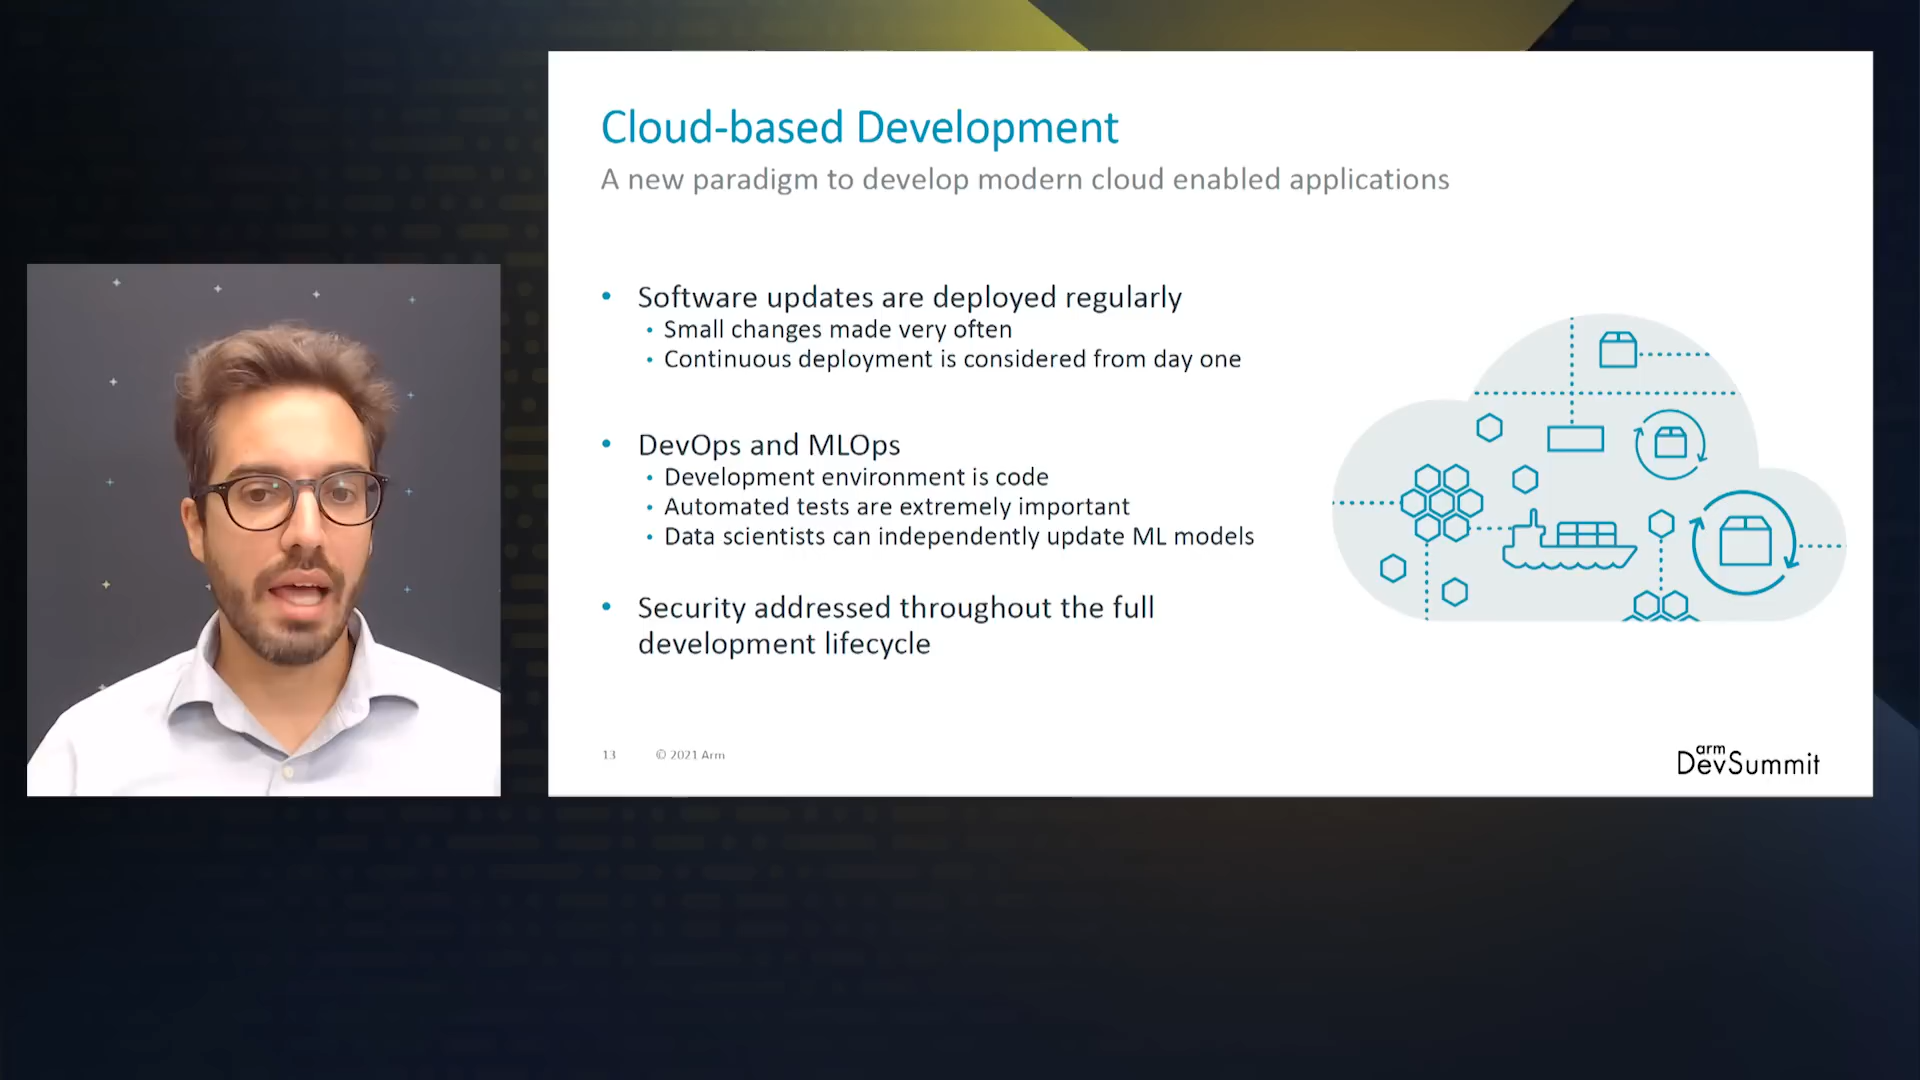 Cloud-based Development
A new paradigm to develop modern cloud enabled applications
• Software updates are deployed regularly
• Small changes made very often
• Continuous deployment is considered from day one
• DevOps and MLOps
• Development environment is code
• Automated tests are extremely important
• Data scientists can independently update ML models
• Security addressed throughout the full
development lifecycle
13 © 2021 Arm
arm
DevSummit